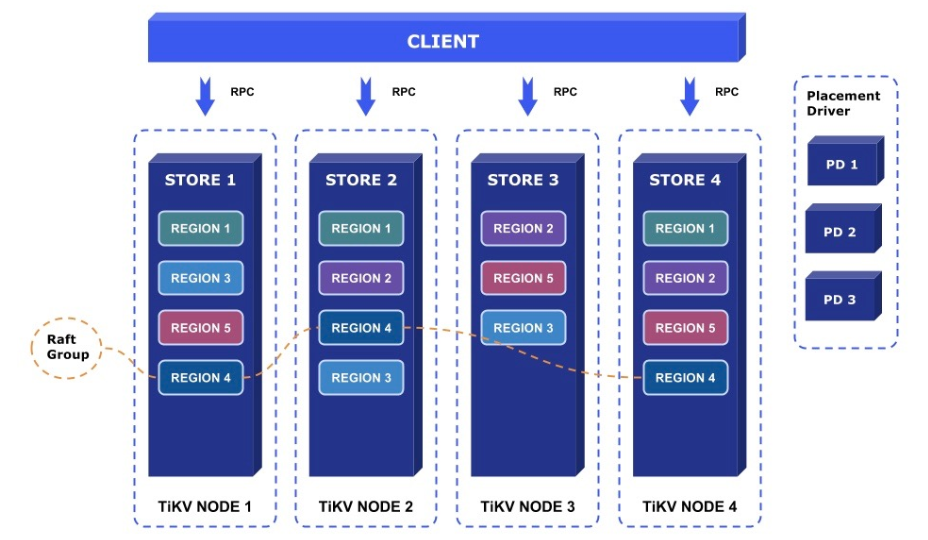 CLIENT
RPC
RPC
RPC
RPC
Placement
Driver
PD 1
PD 2
PD 3
STORE 1
REGION 1
REGION 3
REGION 5
REGION 4
TiKV NODE 1
STORE 2
REGION 1
REGION 2
REGION 4
REGION 3
TiKV NODE 2
STORE 3
REGION 2
REGION 5
REGION 3
TiKV NODE 3
STORE 4
REGION 1
REGION 2
REGION 5
REGION 4
TiKV NODE 4
Raft
Group